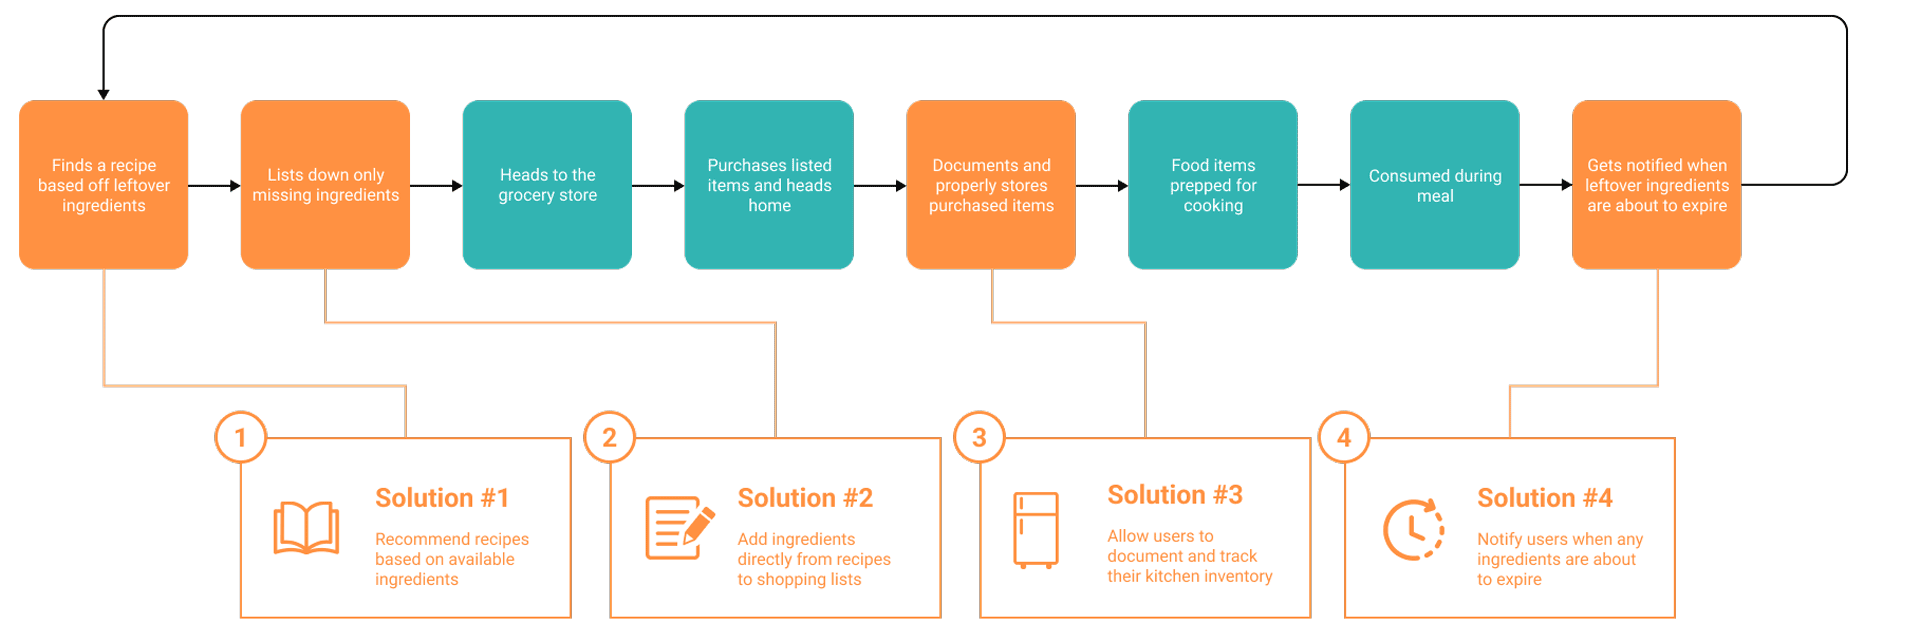 Finds a recipe
based off leftover
ingredients
Lists down only
missing ingredients
Heads to the
grocery store
Purchases listed
items and heads
home
Documents and
properly stores
purchased items
Food items
prepped for
cooking
Consumed during
meal
Gets notified when
leftover ingredients
are about to expire
1
Solution #1
Recommend recipes
based on available
ingredients
2
Solution #2
Add ingredients
directly from recipes
to shopping lists
3
Solution #3
Allow users to
document and track
their kitchen inventory
4
Solution #4
Notify users when any
ingredients are about
to expire